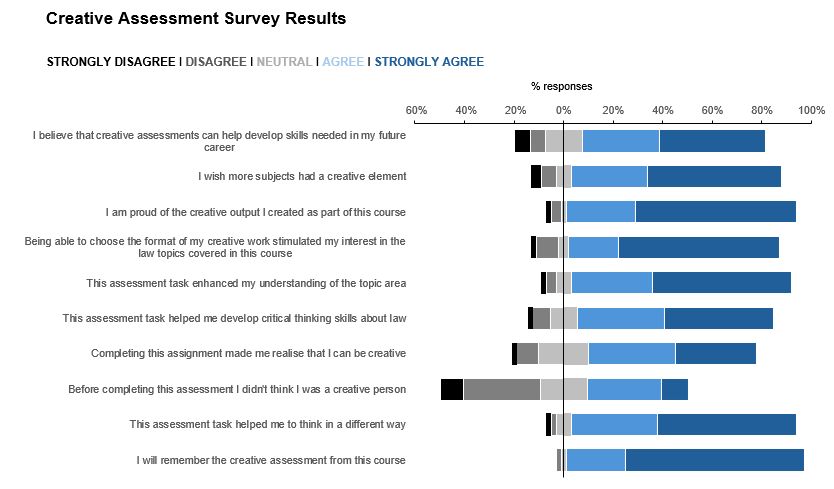 Creative Assessment Survey Results
STRONGLY DISAGREE I DISAGREE I NEUTRAL I AGREE I STRONGLY AGREE
% responses
60% 40% 20% 0% 20% 40% 60% 80% 100%
I believe that creative assessments can help develop skills needed in my future
career
I wish more subjects had a creative element
I am proud of the creative output I created as part of this course
Being able to choose the format of my creative work stimulated my interest in the
law topics covered in this course
This assessment task enhanced my understanding of the topic area
This assessment task helped me develop critical thinking skills about law
Completing this assignment made me realise that I can be creative
Before completing this assessment I didn't think I was a creative person
This assessment task helped me to think in a different way
I will remember the creative assessment from this course